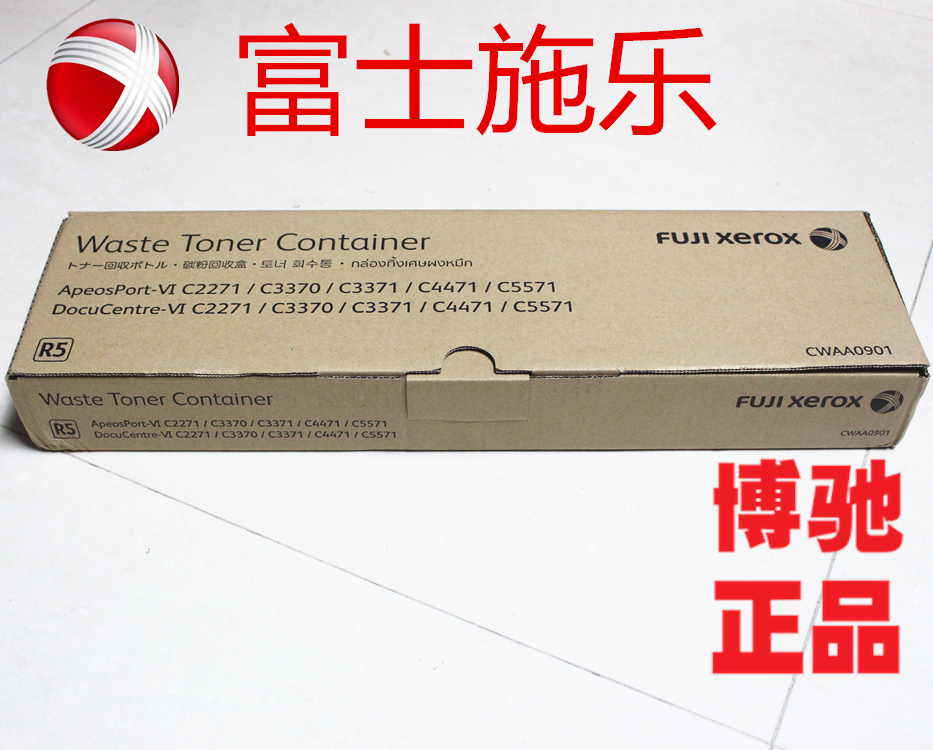 富士施乐
Waste Toner Container
FUJI xerox
トナー回収ボトル・碳粉回收盒・토너 회수통・กล่องทิ้งเศษผงหมึก
ApeosPort-VI C2271 / C3370 / C3371 / C4471 / C5571
DocuCentre-VI C2271 / C3370 / C3371 / C4471 / C5571
R5
CWAA0901
Waste Toner Container
FUJI xerox
R5
ApeosPort-VI C2271 / C3370 / C3371 / C4471 / C5571
DocuCentre-VI C2271 / C3370 / C3371 / C4471 / C5571
CWAA0901
博驰
正品